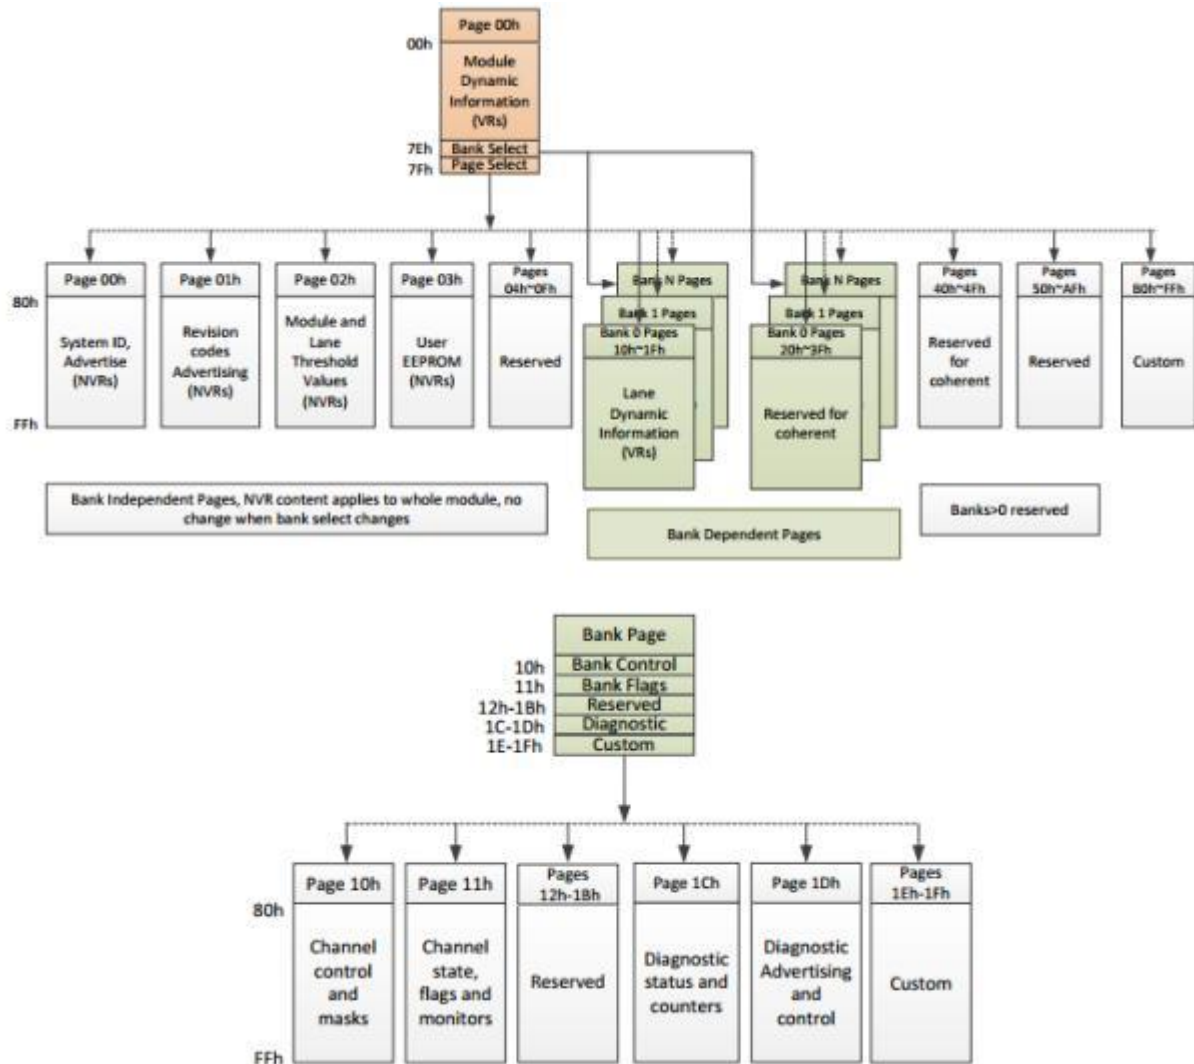 Page 00h
00h
Module
Dynamic
Information
(VRs)
7Eh
Bank Select
7Fh
Page Select
80h
FFh
Page 00h
System ID,
Advertise
(NVRs)
Page 01h
Revision
codes
Advertising
(NVRs)
Page 02h
Module and
Lane
Threshold
Values
(NVRs)
Page 03h
User
EEPROM
(NVRs)
Pages
04h~0Fh
Reserved
Bank N Pages
Bank 1 Pages
Bank 0 Pages
10h~1Fh
Lane
Dynamic
Information
(VRs)
Bank N Pages
Bank 1 Pages
Bank 0 Pages
20h~3Fh
Reserved for
coherent
Pages
40h~4Fh
Reserved
for
coherent
Pages
50h~AFh
Reserved
Pages
B0h~FFh
Custom
Bank Independent Pages, NVR content applies to whole module, no
change when bank select changes
Bank Dependent Pages
Banks>0 reserved
Bank Page
10h
Bank Control
11h
Bank Flags
12h-1Bh
Reserved
1C-1Dh
Diagnostic
1E-1Fh
Custom
80h
FFh
Page 10h
Channel
control
and
masks
Page 11h
Channel
state,
flags and
monitors
Pages
12h-1Bh
Reserved
Page 1Ch
Diagnostic
status and
counters
Page 1Dh
Diagnostic
Advertising
and
control
Pages
1Eh-1Fh
Custom